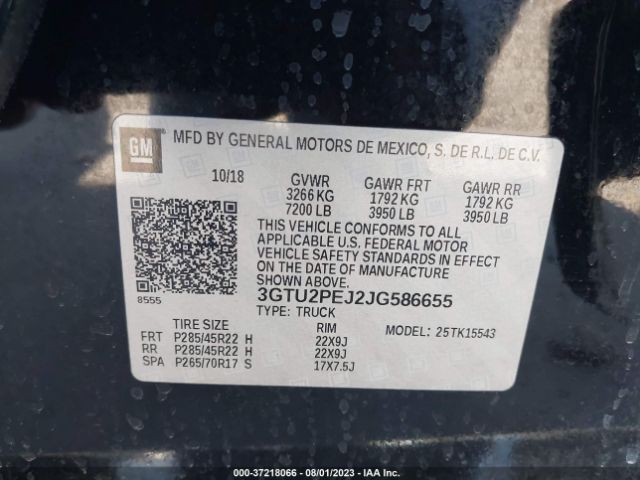 GM
MFD BY GENERAL MOTORS DE MEXICO, S. DE R.L. DE C.V.
10/18 GVWR GAWR FRT GAWR RR
3266 KG 1792 KG 1792 KG
7200 LB 3950 LB 3950 LB
THIS VEHICLE CONFORMS TO ALL
APPLICABLE U.S. FEDERAL MOTOR
VEHICLE SAFETY STANDARDS IN EFFECT
ON THE DATE OF MANUFACTURE
SHOWN ABOVE.
8555
3GTU2PEJ2JG586655
TYPE: TRUCK
TIRE SIZE RIM MODEL: 25TK15543
FRT P285/45R22 H 22X9J
RR P285/45R22 H 22X9J
SPA P265/70R17 S 17X7.5J
000-37218066 - 08/01/2023 - IAA Inc.